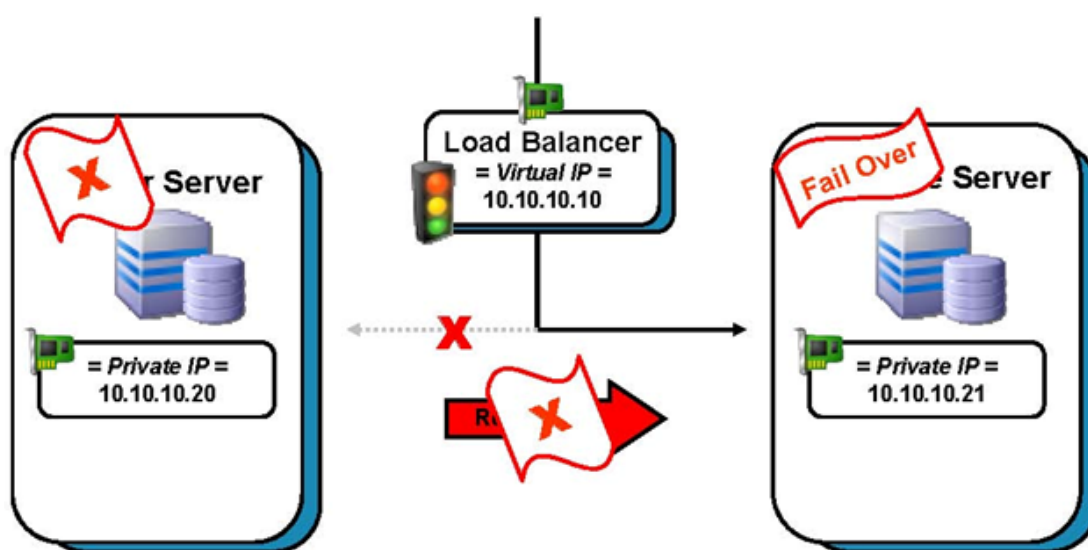 Load Balancer
= Virtual IP =
10.10.10.10
X
Server
Fail Over
Server
X
= Private IP =
10.10.10.20
= Private IP =
10.10.10.21
X